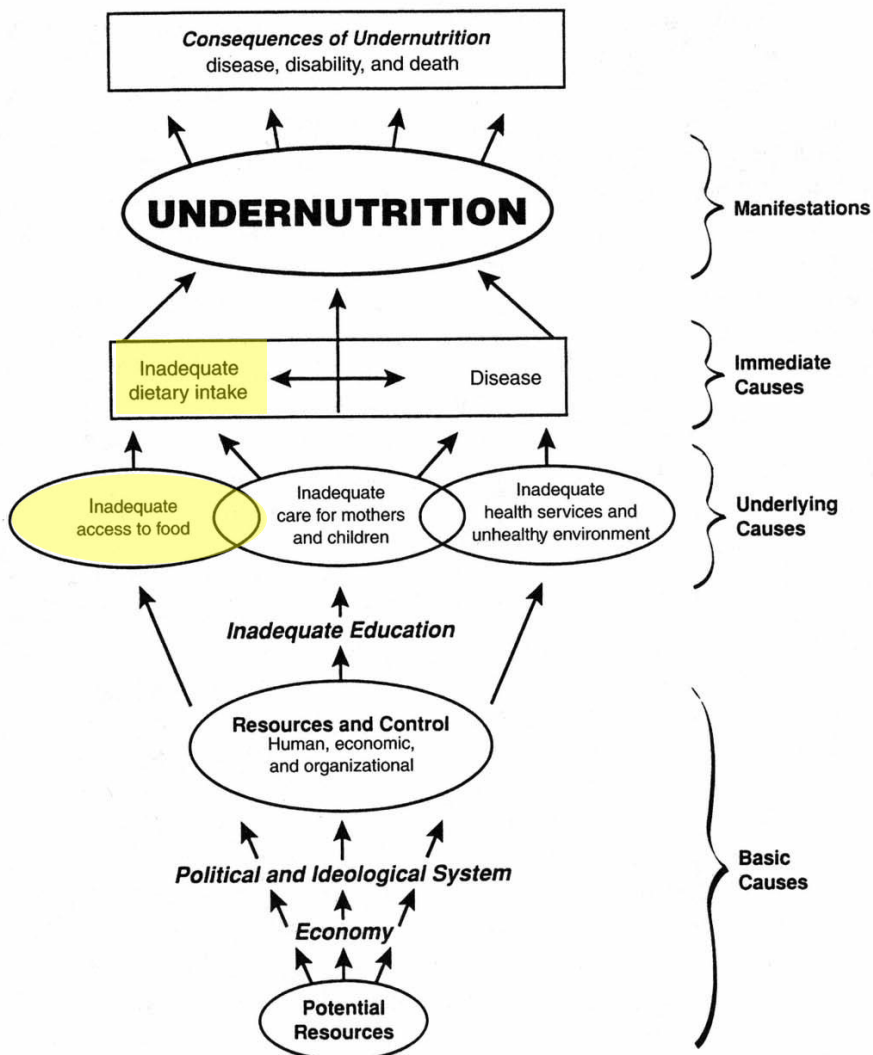 Consequences of Undernutrition
disease, disability, and death
UNDERNUTRITION
Manifestations
Inadequate
dietary intake
Disease
Immediate
Causes
Inadequate
access to food
Inadequate
care for mothers
and children
Inadequate
health services and
unhealthy environment
Underlying
Causes
Inadequate Education
Resources and Control
Human, economic,
and organizational
Political and Ideological System
Economy
Potential
Resources
Basic
Causes